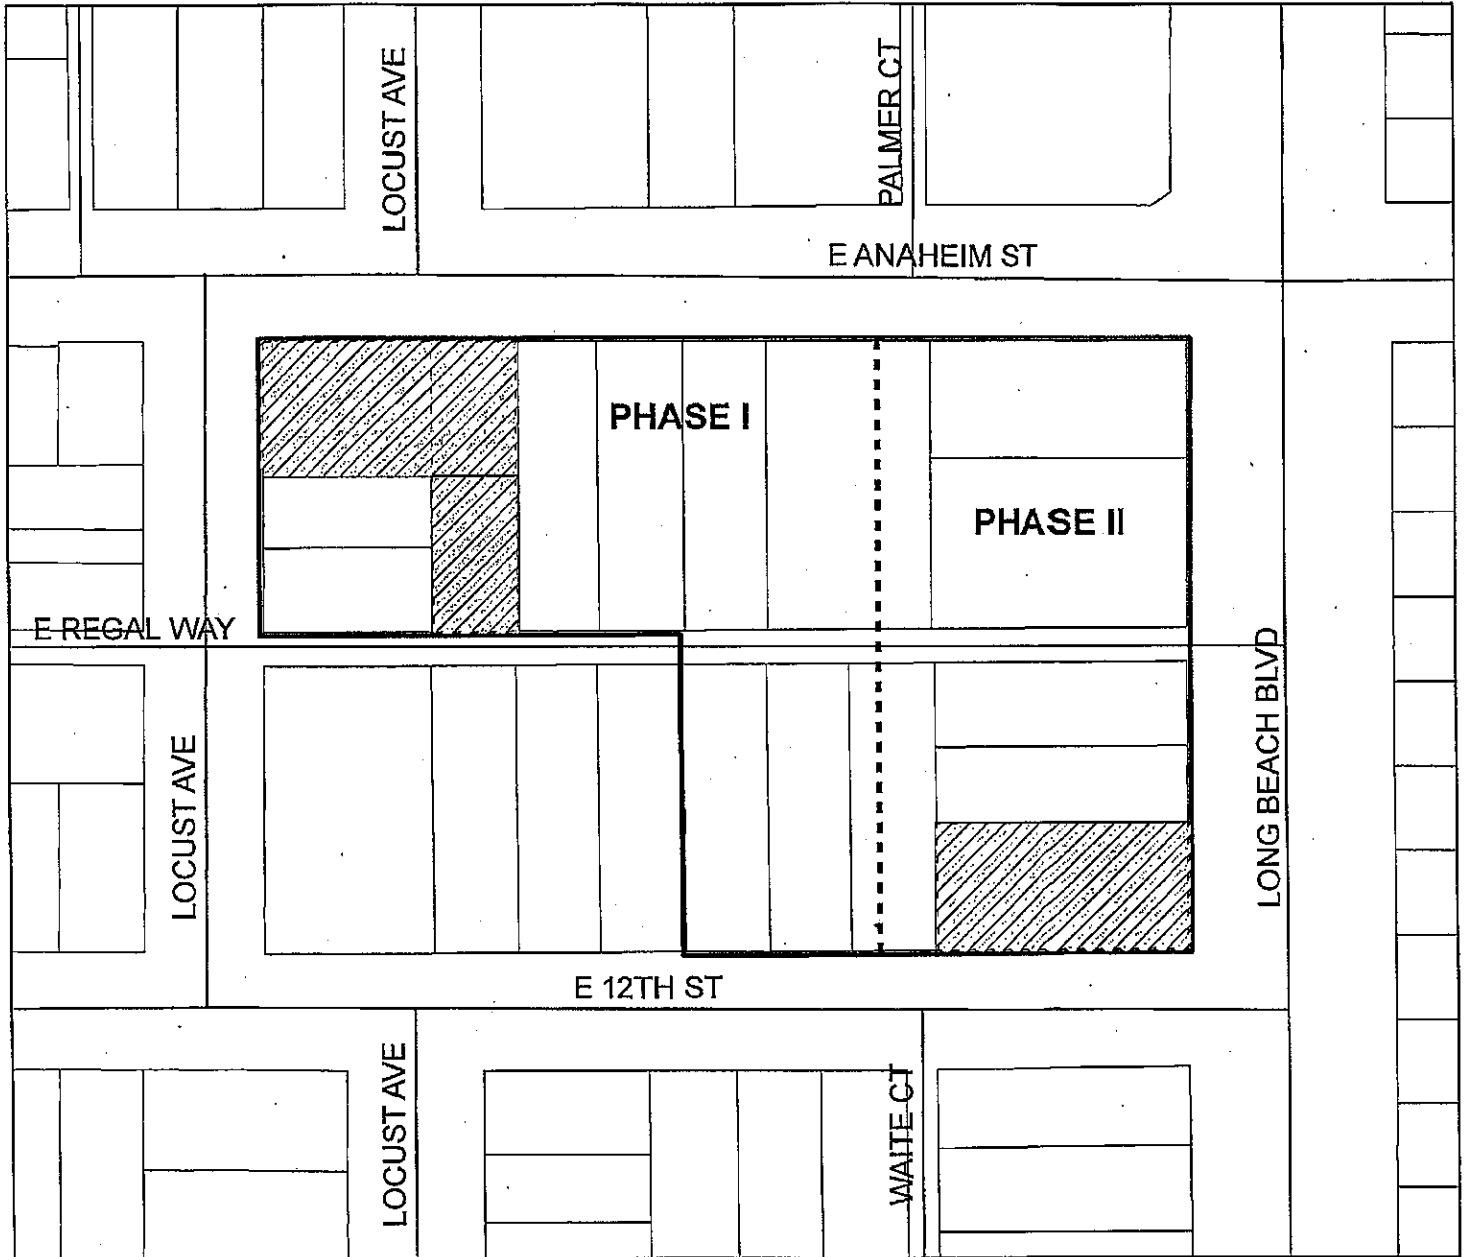 LOCUST AVE
PALMER CT
E ANAHEIM ST
PHASE I
PHASE II
E REGAL WAY
LOCUST AVE
LONG BEACH BLVD
E 12TH ST
LOCUST AVE
WAITE CT